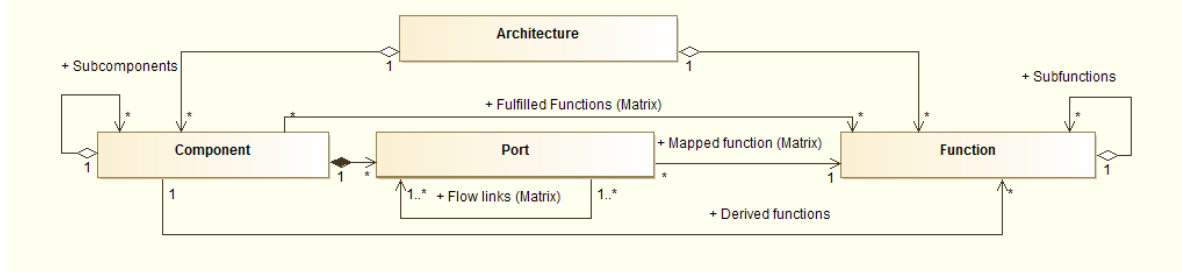 Architecture
1
1
+ Subcomponents
+ Subfunctions
+ Fulfilled Functions (Matrix)
*
*
*
*
*
*
Component
Port
+ Mapped function (Matrix)
Function
1
1
*
*
1
1
1
1..*
+ Flow links (Matrix)
1..*
*
+ Derived functions